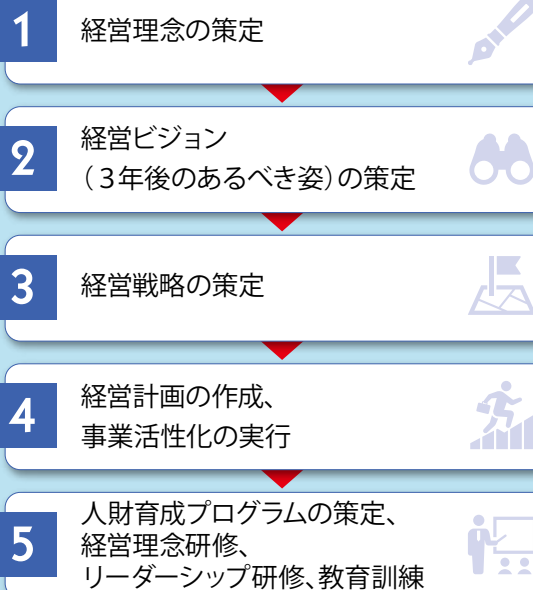 1
経営理念の策定
2
経営ビジョン
(3年後のあるべき姿)の策定
3
経営戦略の策定
4
経営計画の作成、
事業活性化の実行
5
人財育成プログラムの策定、
経営理念研修、
リーダーシップ研修、教育訓練